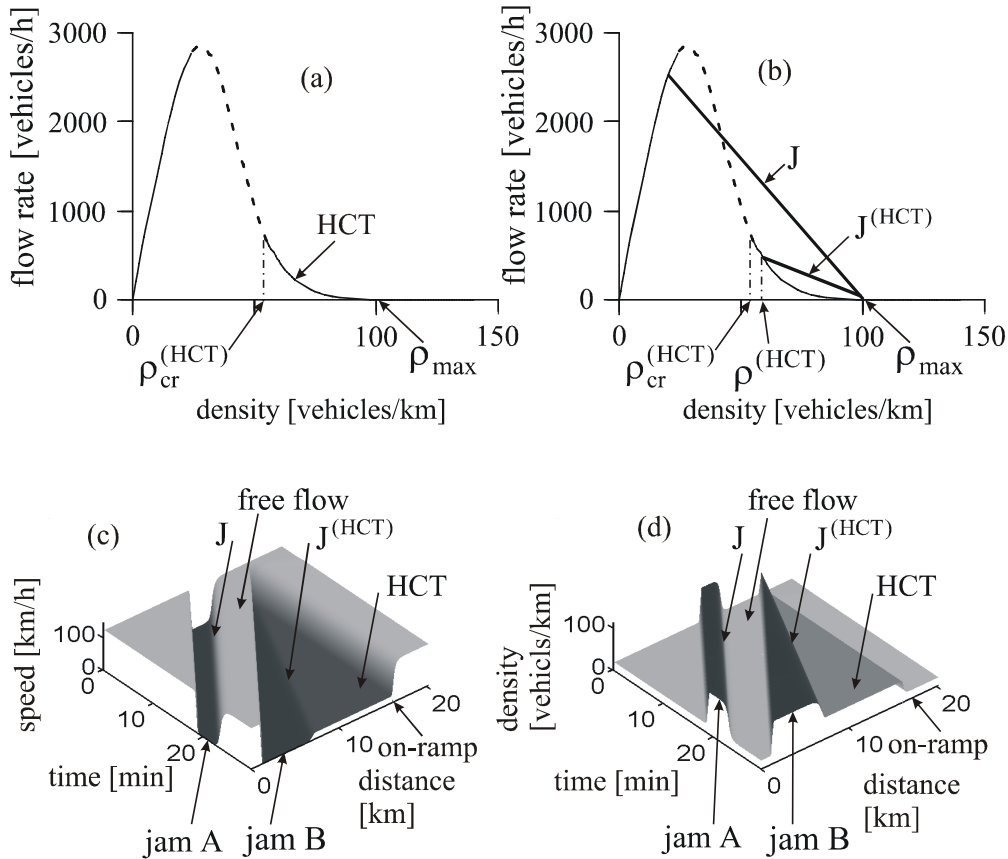 flow rate [vehicles/h]
3000
2000
1000
0
(a)
HCT
0
100
150
ρcr(HCT)
ρmax
density [vehicles/km]
flow rate [vehicles/h]
3000
2000
1000
0
(b)
J
J(HCT)
0
100
150
ρcr(HCT)
ρ(HCT)
ρmax
density [vehicles/km]
(c)
free flow
J
J(HCT)
HCT
speed [km/h]
100
0
0
10
20
time [min]
0
10
20
on-ramp
distance
[km]
jam A
jam B
(d)
free flow
J
J(HCT)
HCT
density
[vehicls/km]
100
0
0
10
20
time [min]
0
10
20
on-ramp
distance
[km]
jam A
jam B